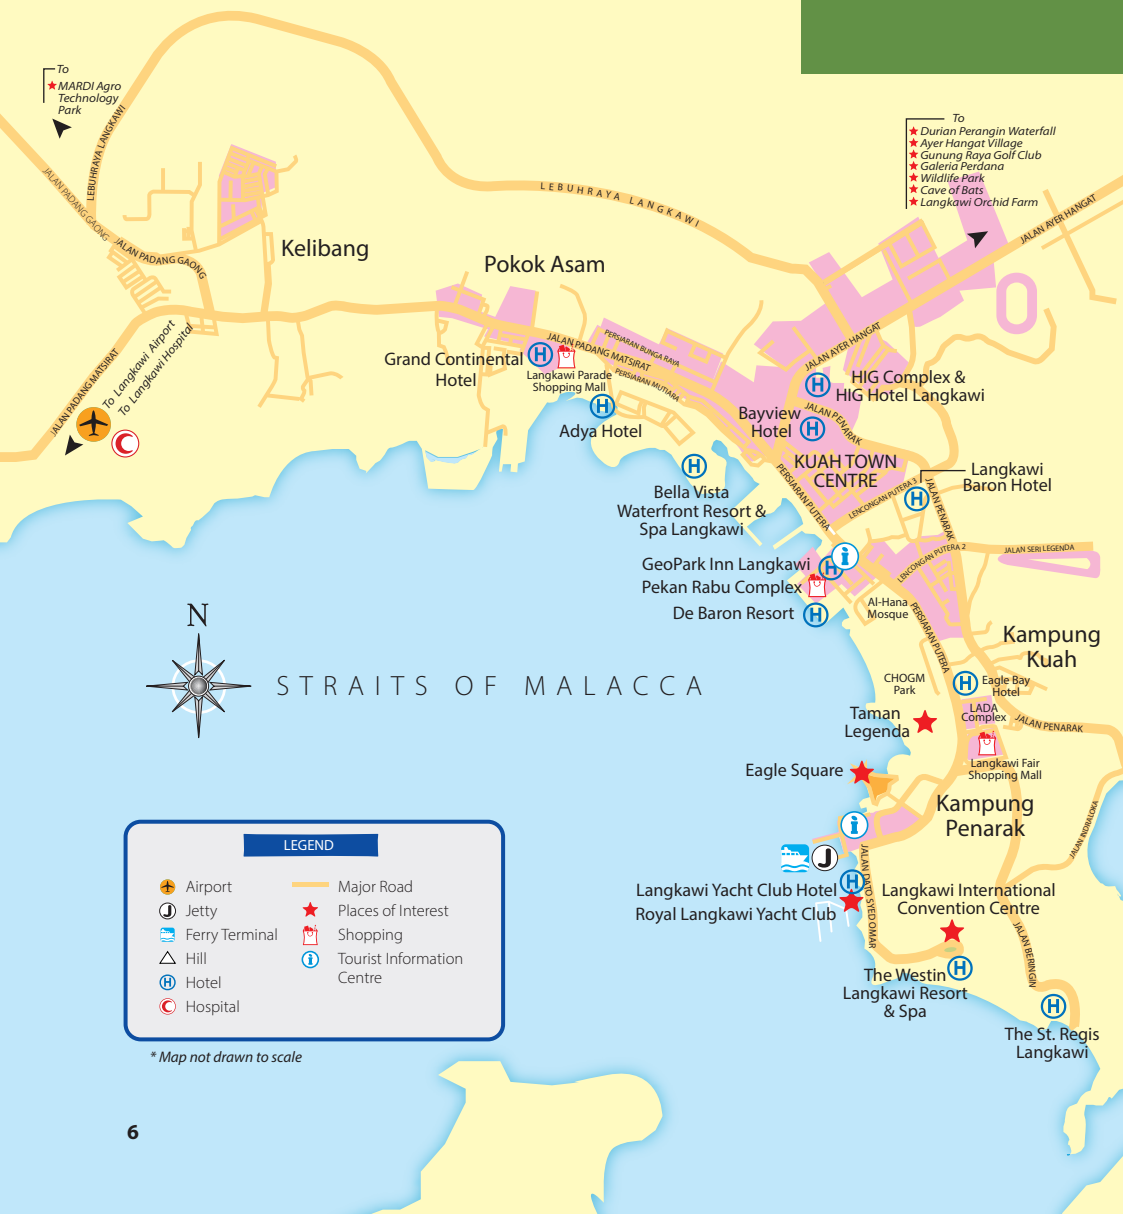 To
MARDI Agro
Technology
Park
LEBUHRAYA LANGKAWI
JALAN PADANG GAONG
JALAN PADANG GAONG
Kelibang
LEBUHRAYA LANGKAWI
Pokok Asam
To
Durian Perangin Waterfall
Ayer Hangat Village
Gunung Raya Golf Club
Galeria Perdana
Wildlife Park
Cave of Bats
Langkawi Orchid Farm
JALAN AYER HANGAT
JALAN PADANG MATSIRAT
To Langkawi Airport
To Langkawi Hospital
Grand Continental
Hotel
H
Langkawi Parade
Shopping Mall
JALAN PADANG MATSIRAT
PERSIARAN BUNGA RAYA
PERSIARAN MUTIARA
H
Adya Hotel
JALAN AYER HANGAT
H
HIG Complex &
HIG Hotel Langkawi
Bayview
Hotel
H
JALAN PENARAK
KUAH TOWN
CENTRE
PERSIARAN PUTERA
H
Bella Vista
Waterfront Resort &
Spa Langkawi
LENCONGAN PUTERA 3
H
Langkawi
Baron Hotel
JALAN PENARAK
LENCONGAN PUTERA 2
JALAN SERI LEGENDA
GeoPark Inn Langkawi
H
i
Pekan Rabu Complex
De Baron Resort
H
Al-Hana
Mosque
PERSIARAN PUTERA
Kampung
Kuah
N
STRAITS OF MALACCA
CHOGM
Park
H
Eagle Bay
Hotel
Taman
Legenda
LADA
Complex
JALAN PENARAK
Langkawi Fair
Shopping Mall
Eagle Square
Kampung
Penarak
JALAN INDRALOKA
i
J
JALAN DATO SYED OMAR
Langkawi Yacht Club Hotel
H
Royal Langkawi Yacht Club
Langkawi International
Convention Centre
JALAN BERINGIN
The Westin
Langkawi Resort
& Spa
H
H
The St. Regis
Langkawi
LEGEND
Airport
J Jetty
Ferry Terminal
Hill
H Hotel
Hospital
Major Road
Places of Interest
Shopping
i Tourist Information
Centre
* Map not drawn to scale
6